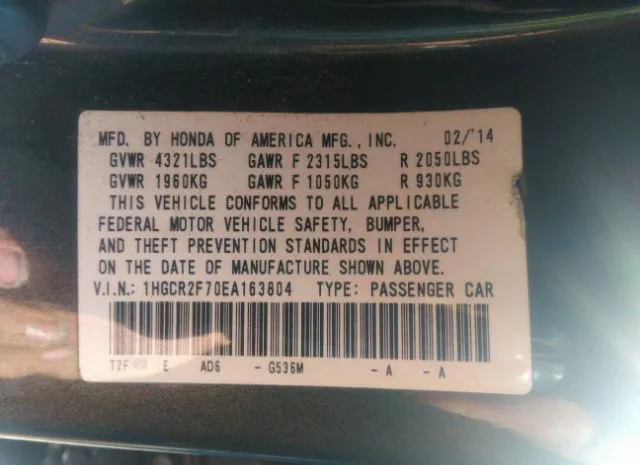 MFD. BY HONDA OF AMERICA MFG., INC. 02/'14
GVWR 4321LBS GAWR F 2315LBS R 2050LBS
GVWR 1960KG GAWR F 1050KG R 930KG
THIS VEHICLE CONFORMS TO ALL APPLICABLE
FEDERAL MOTOR VEHICLE SAFETY, BUMPER,
AND THEFT PREVENTION STANDARDS IN EFFECT
ON THE DATE OF MANUFACTURE SHOWN ABOVE.
V.I.N.: 1HGCR2F70EA163804 TYPE: PASSENGER CAR
T2F E AD6 - G536M - A - A